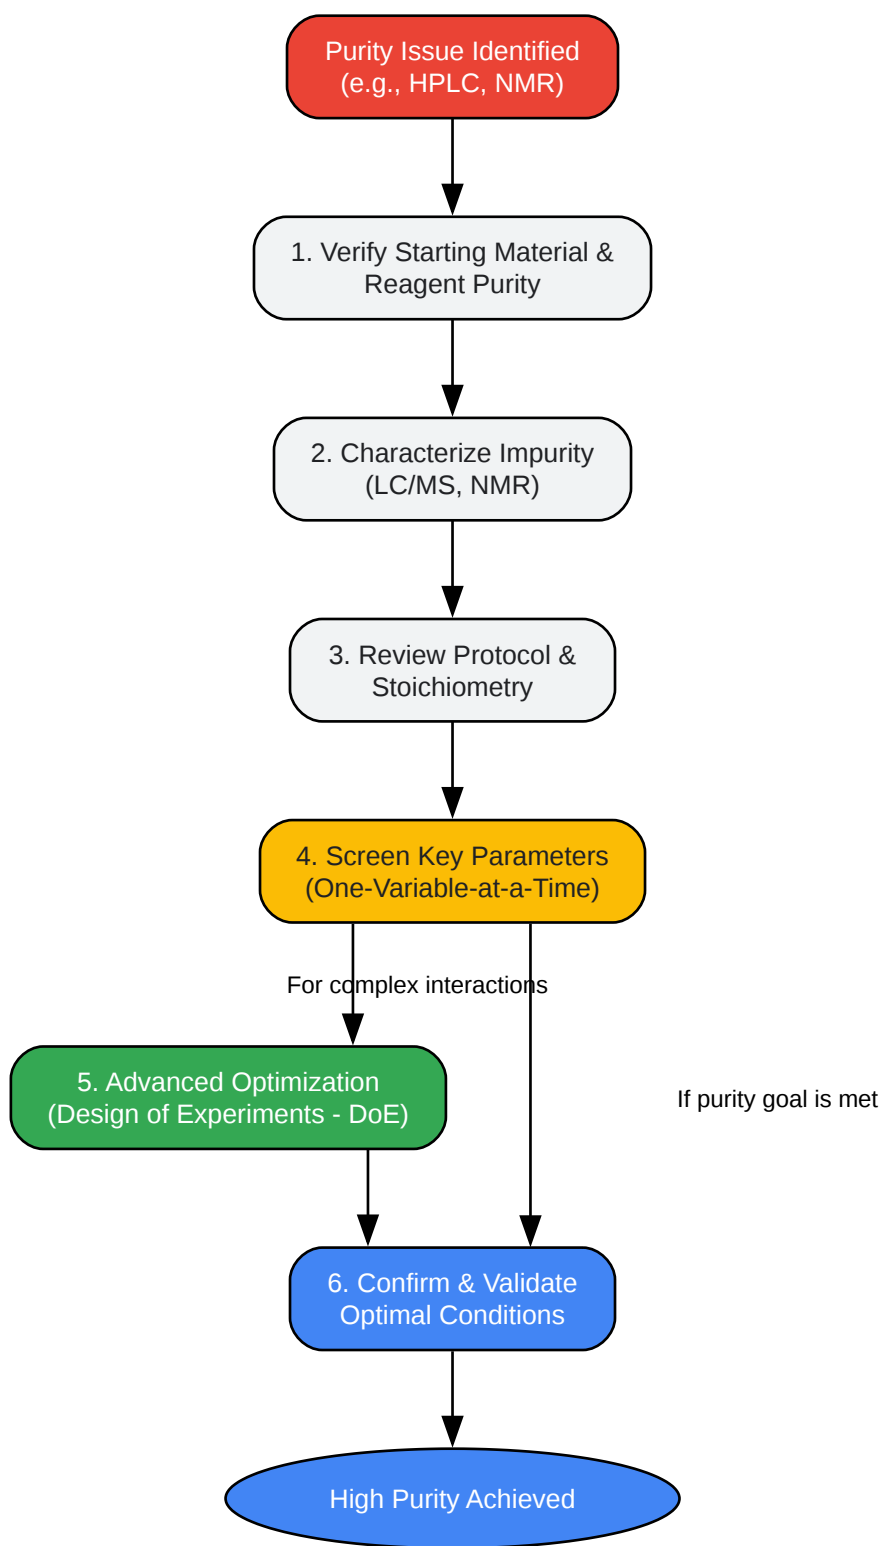 Purity Issue Identified
(e.g., HPLC, NMR)
1. Verify Starting Material &
Reagent Purity
2. Characterize Impurity
(LC/MS, NMR)
3. Review Protocol &
Stoichiometry
4. Screen Key Parameters
(One-Variable-at-a-Time)
For complex interactions
5. Advanced Optimization
(Design of Experiments - DoE)
If purity goal is met
6. Confirm & Validate
Optimal Conditions
High Purity Achieved